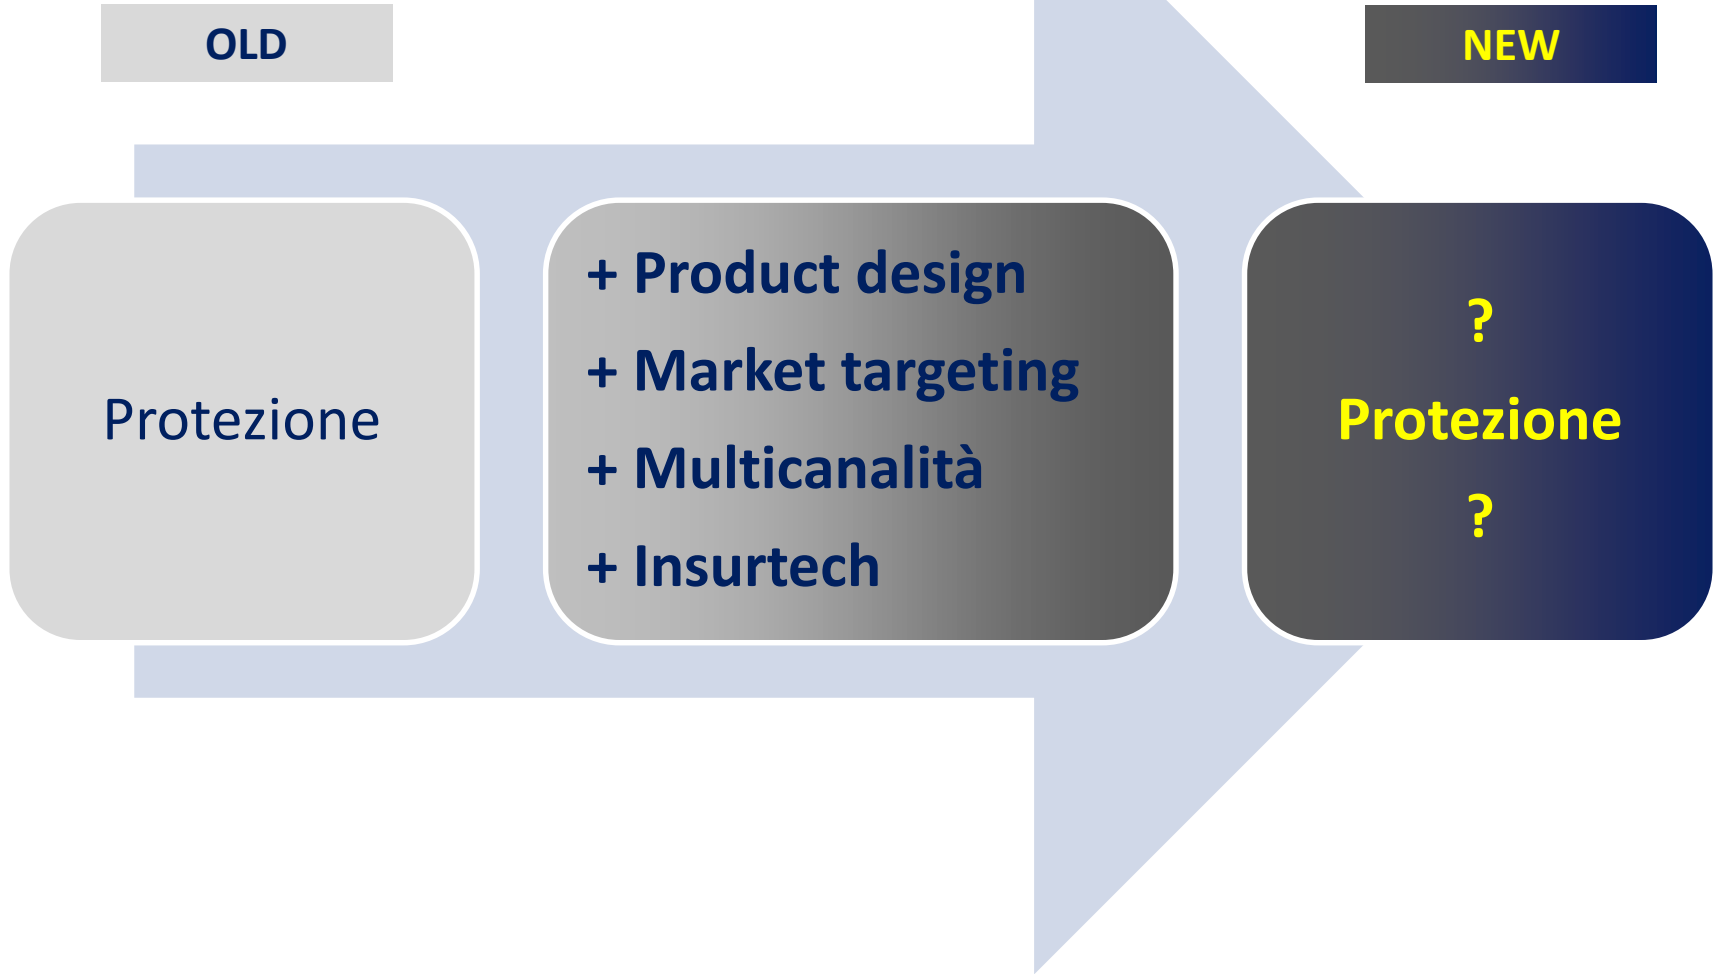 OLD
NEW
Protezione
+ Product design
+ Market targeting
+ Multicanalità
+ Insurtech
?
Protezione
?